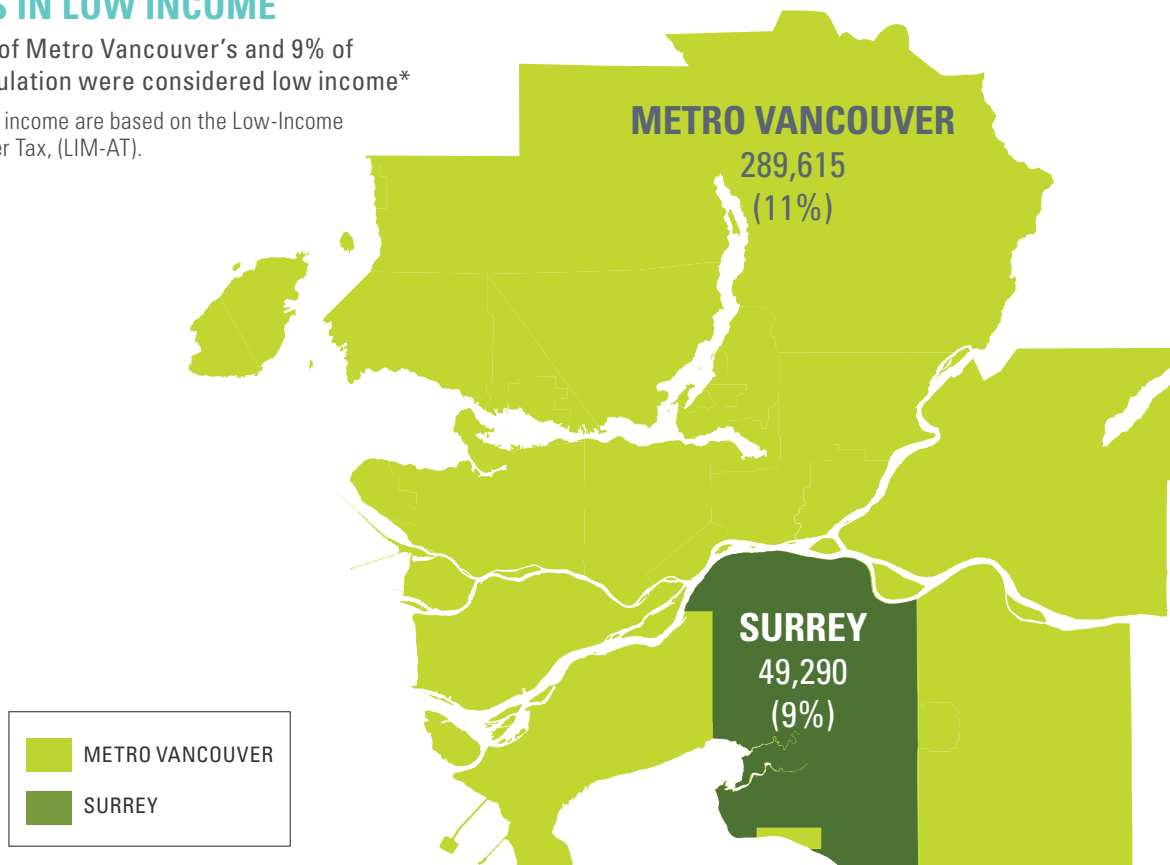 IN LOW INCOME
of Metro Vancouver's and 9% of
ulation were considered low income*
income are based on the Low-Income
er Tax, (LIM-AT).
METRO VANCOUVER
289,615
(11%)
SURREY
49,290
(9%)
METRO VANCOUVER
SURREY